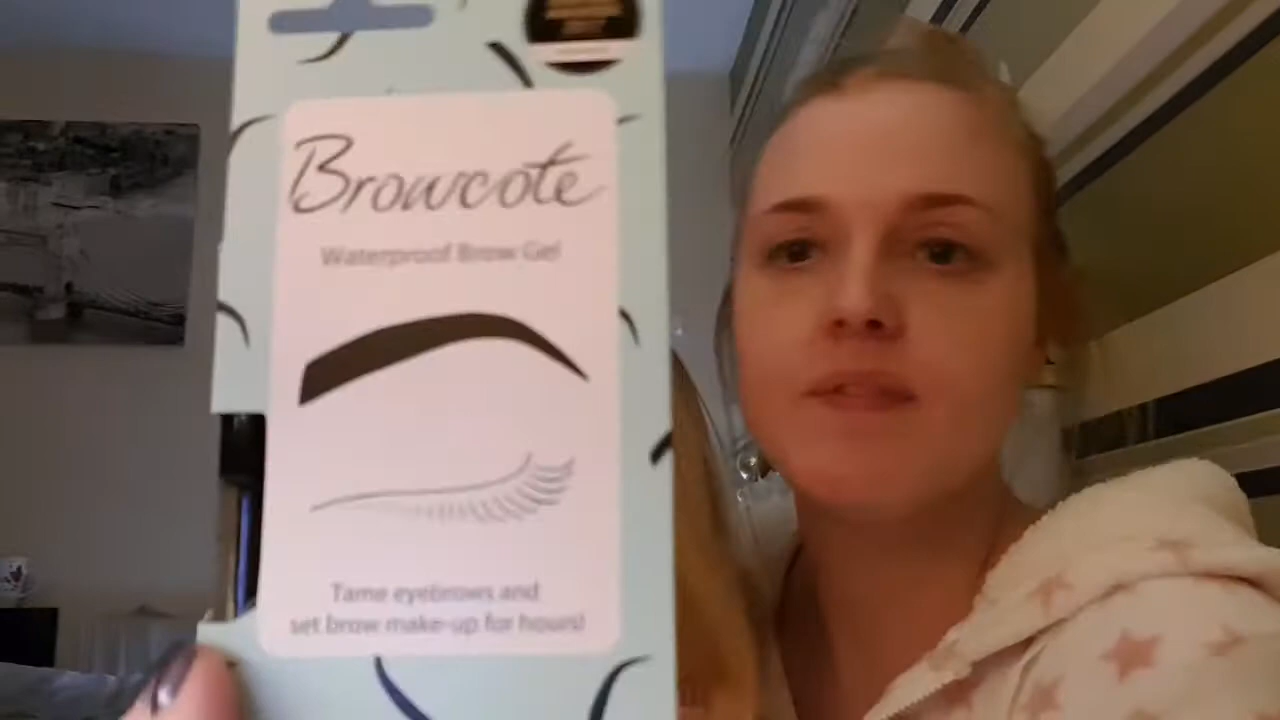 Browcote
Waterproof Brow Gel
Tame eyebrows and
set brow make-up for hours!